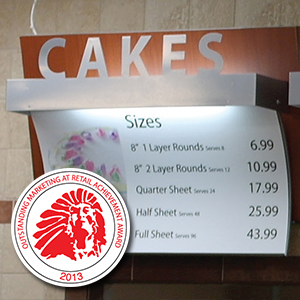 CAKES
Sizes
8" 1 Layer Rounds Serves 8 6.99
8" 2 Layer Rounds Serves 12 10.99
Quarter Sheet Serves 24 17.99
Half Sheet Serves 48 25.99
Full Sheet Serves 96 43.99
OUTSTANDING MARKETING AT RETAIL ACHIEVEMENT AWARD
2013